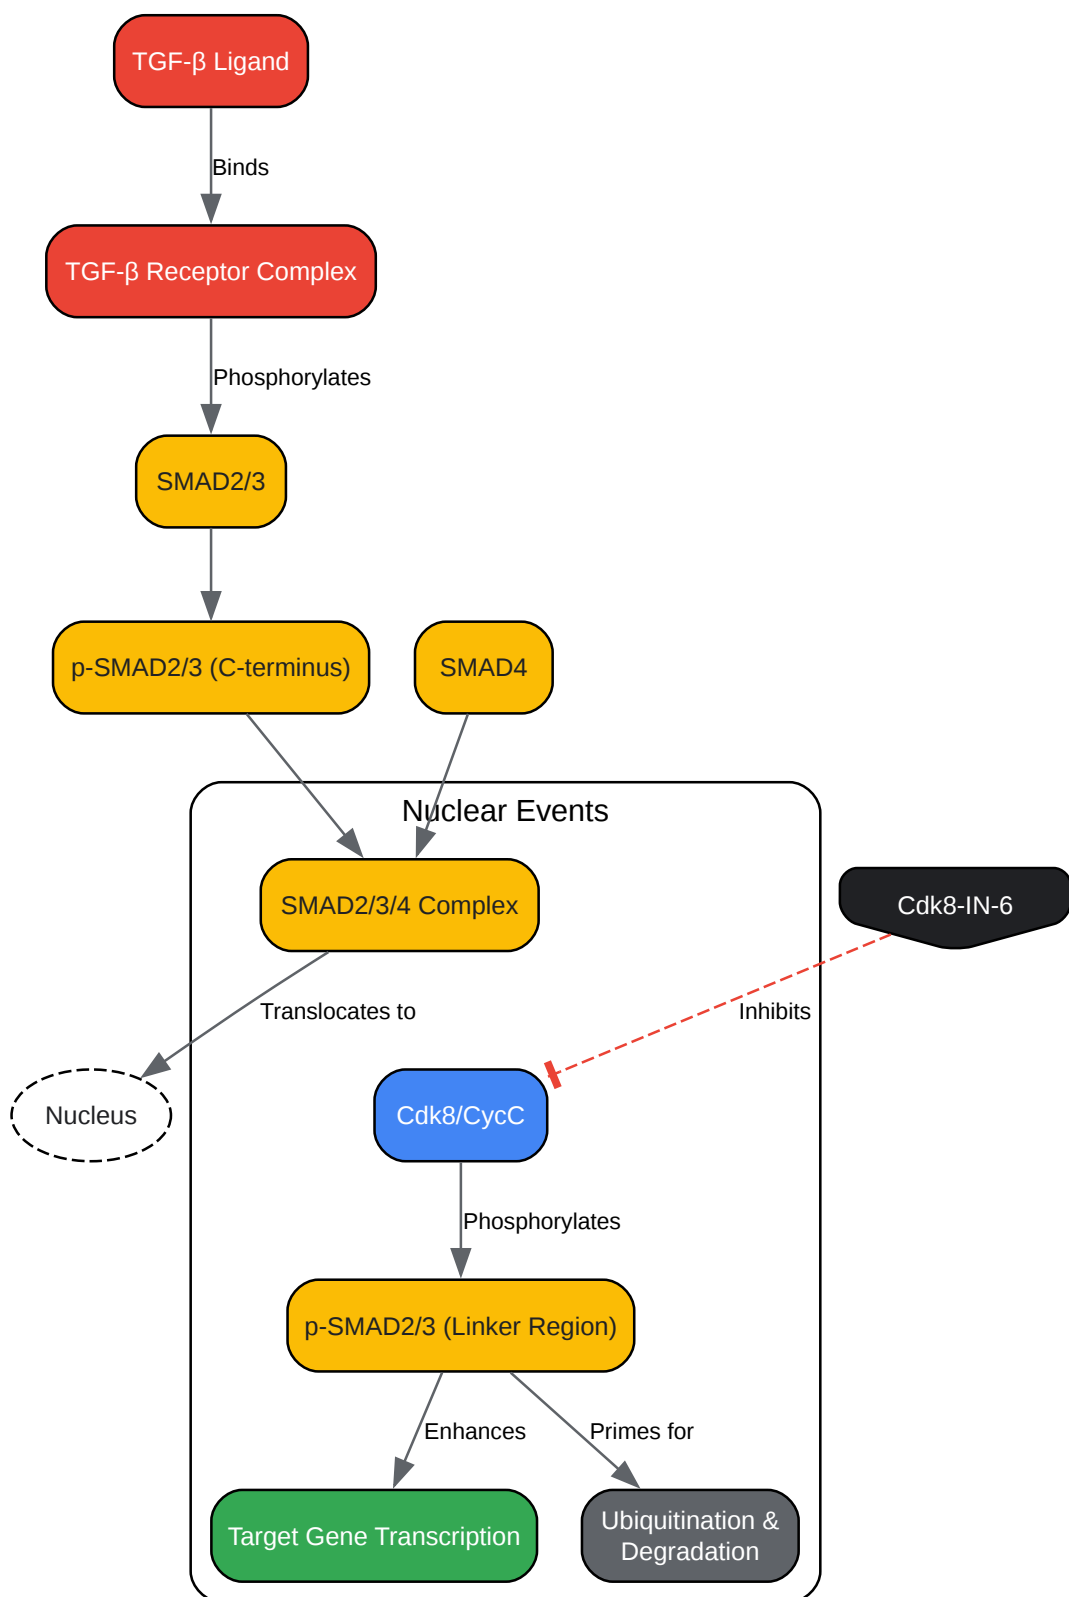 TGF-β Ligand
Binds
TGF-β Receptor Complex
Phosphorylates
SMAD2/3
p-SMAD2/3 (C-terminus)
SMAD4
Nuclear Events
SMAD2/3/4 Complex
Cdk8-IN-6
Translocates to
Inhibits
Nucleus
Cdk8/CycC
Phosphorylates
p-SMAD2/3 (Linker Region)
Enhances
Primes for
Target Gene Transcription
Ubiquitination &
Degradation